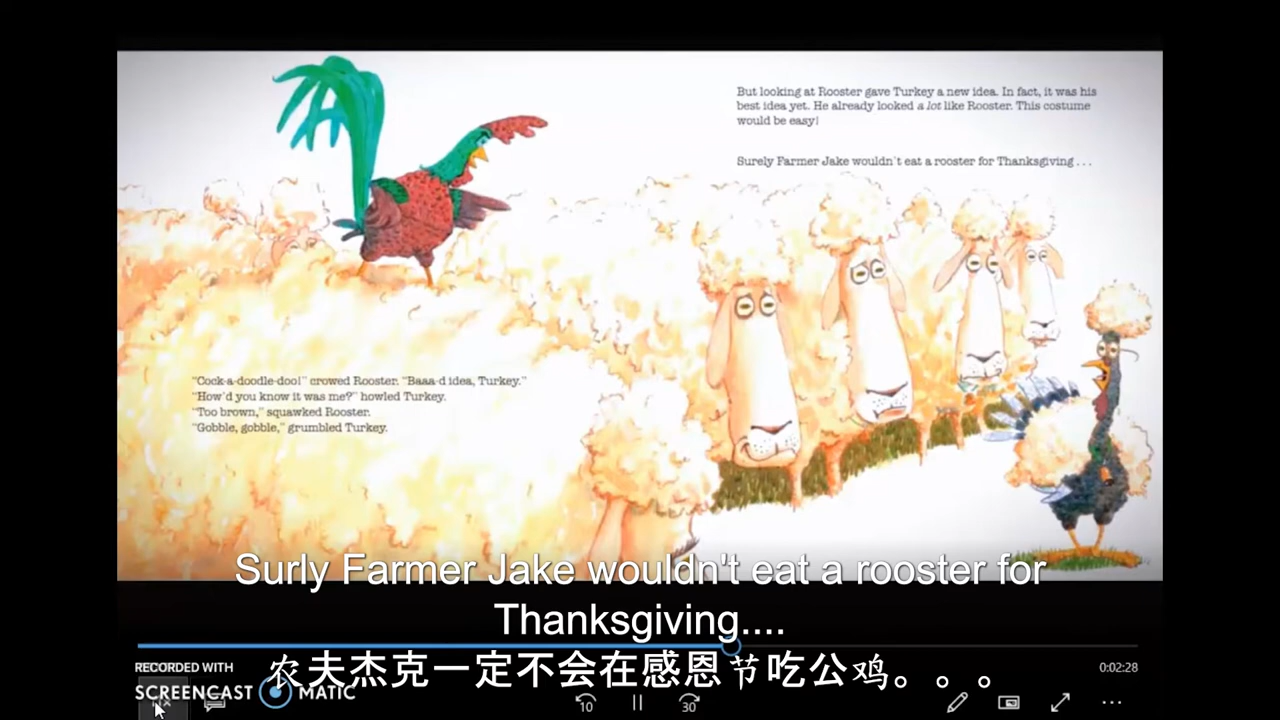 But looking at Rooster gave Turkey a new idea. In fact, it was his
best idea yet. He already looked a lot like Rooster. This costume
would be easy!
Surely Farmer Jake wouldn't eat a rooster for Thanksgiving . . .
"Cock-a-doodle-doo!" crowed Rooster. "Baaa-d idea, Turkey."
"How'd you know it was me?" howled Turkey.
"Too brown," squawked Rooster.
"Gobble, gobble," grumbled Turkey.
Surly Farmer Jake wouldn't eat a rooster for
Thanksgiving....
农夫杰克一定不会在感恩节吃公鸡。。。
0:02:28
RECORDED WITH
SCREENCAST MATIC
10
30